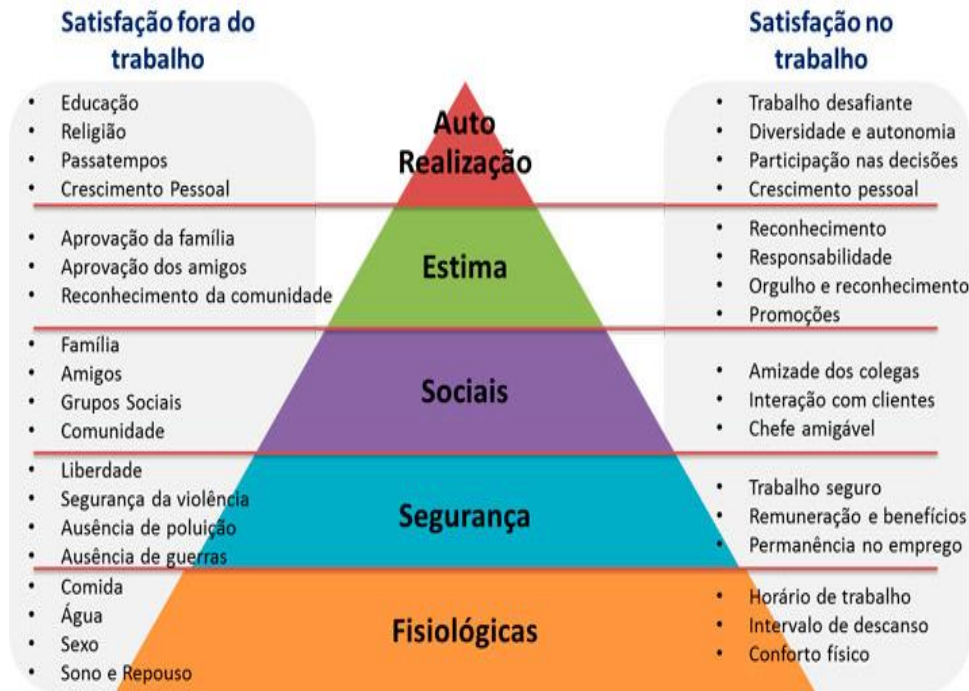 Satisfação fora do
trabalho
• Educação
• Religião
• Passatempos
• Crescimento Pessoal
• Aprovação da família
• Aprovação dos amigos
• Reconhecimento da comunidade
• Família
• Amigos
• Grupos Sociais
• Comunidade
• Liberdade
• Segurança da violência
• Ausência de poluição
• Ausência de guerras
• Comida
• Água
• Sexo
• Sono e Repouso
Auto
Realização
Estima
Sociais
Segurança
Fisiológicas
Satisfação no
trabalho
• Trabalho desafiante
• Diversidade e autonomia
• Participação nas decisões
• Crescimento pessoal
• Reconhecimento
• Responsabilidade
• Orgulho e reconhecimento
• Promoções
• Amizade dos colegas
• Interação com clientes
• Chefe amigável
• Trabalho seguro
• Remuneração e benefícios
• Permanência no emprego
• Horário de trabalho
• Intervalo de descanso
• Conforto físico